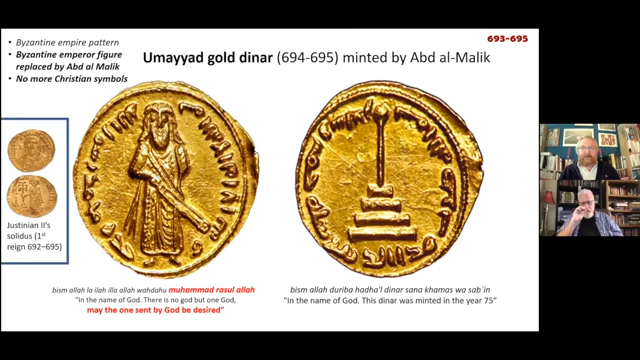 693-695
• Byzantine empire pattern
• Byzantine emperor figure
replaced by Abd al Malik
• No more Christian symbols
Umayyad gold dinar (694-695) minted by Abd al-Malik
Justinian II's
solidus (1st
reign 692–695)
bism allah la ilah illa allah wahdahu muhammad rasul allah
"In the name of God. There is no god but one God,
may the one sent by God be desired"
bism allah duriba hadha'l dinar sana khamas wa sab`in
"In the name of God. This dinar was minted in the year 75"